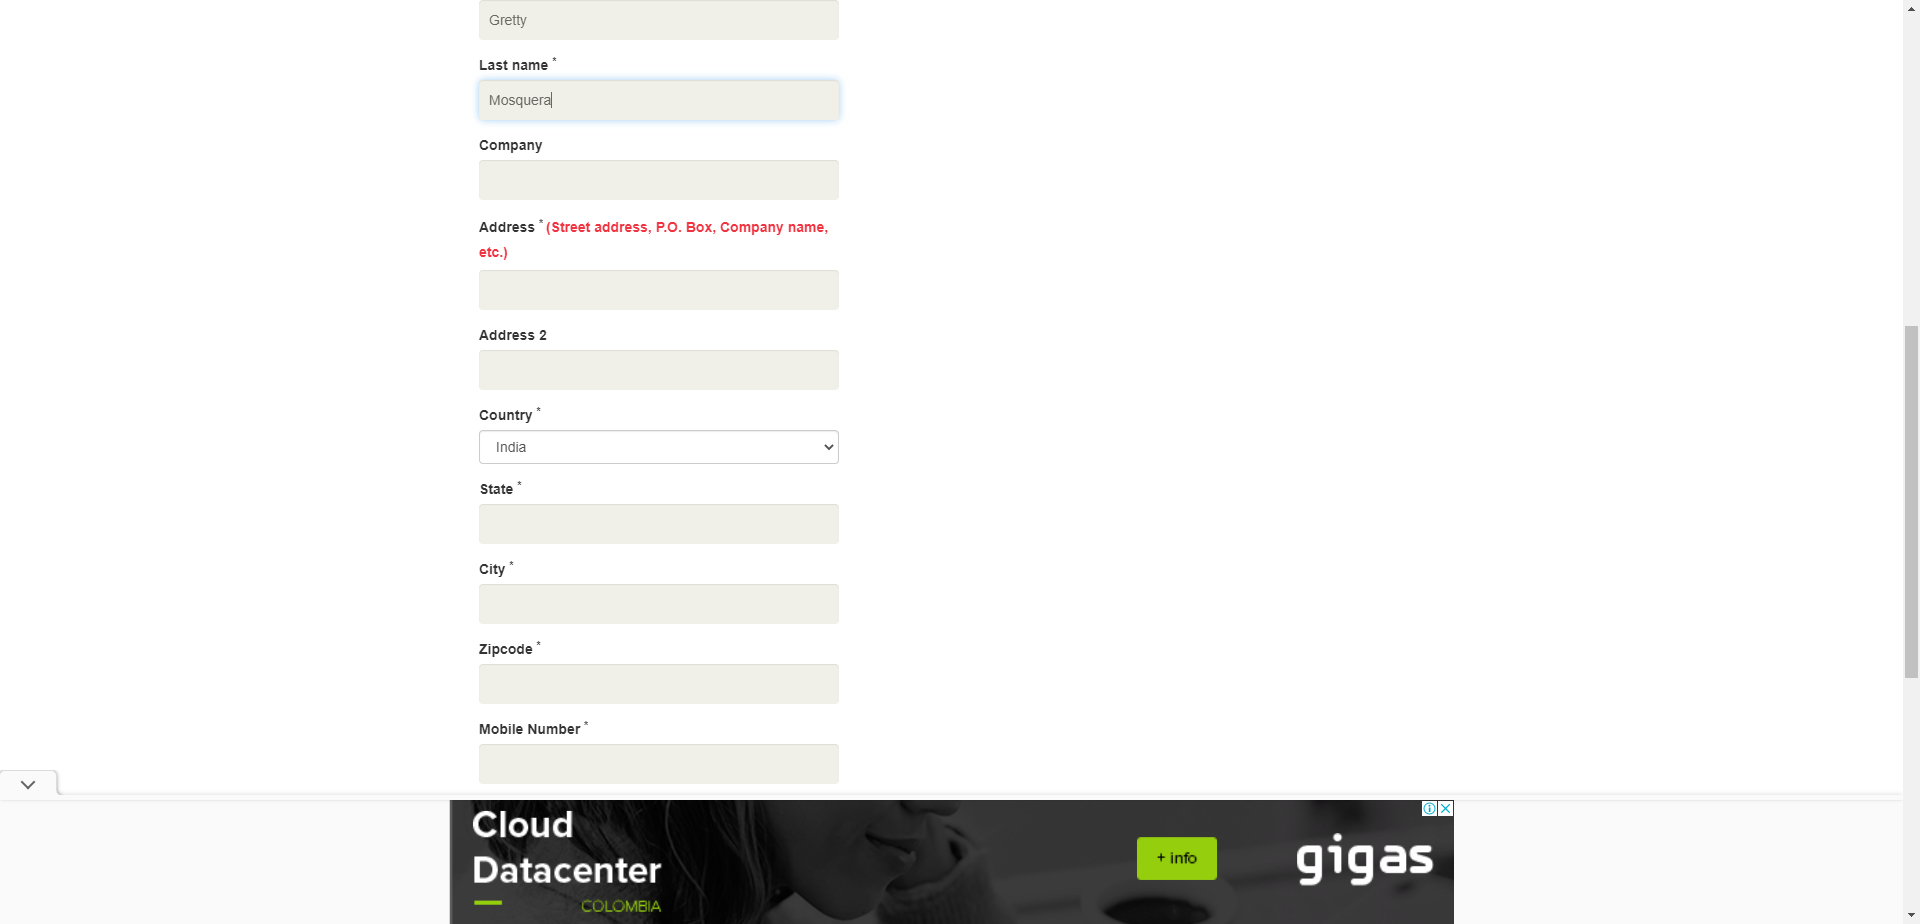 Gretty
Last name *
Mosquera
Company
Address * (Street address, P.O. Box, Company name,
etc.)
Address 2
Country *
India
State *
City *
Zipcode *
Mobile Number *
Cloud
Datacenter
COLOMBIA
+ info
gigas